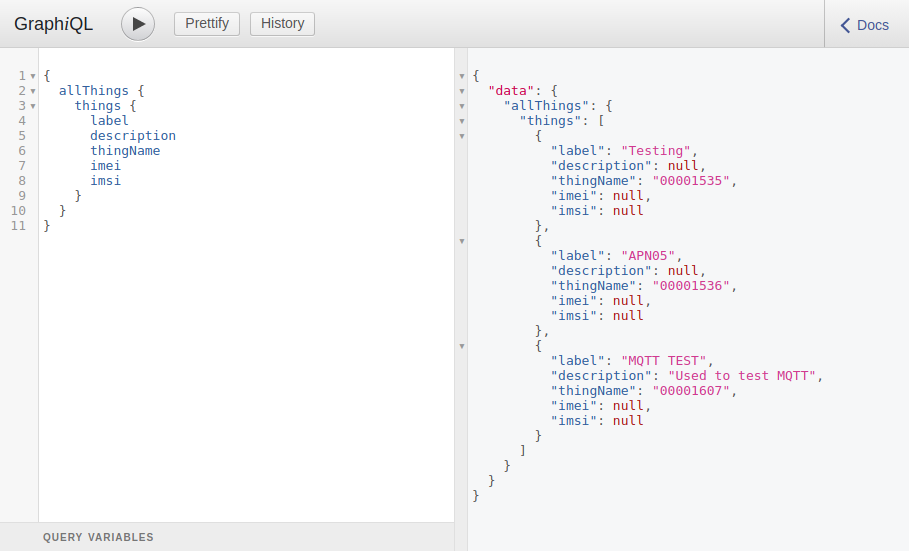 GraphiQL
Prettify
History
Docs
1 {
2   allThings {
3     things {
4       label
5       description
6       thingName
7       imei
8       imsi
9     }
10   }
11 }
QUERY VARIABLES
{
  "data": {
    "allThings": {
      "things": [
        {
          "label": "Testing",
          "description": null,
          "thingName": "00001535",
          "imei": null,
          "imsi": null
        },
        {
          "label": "APN05",
          "description": null,
          "thingName": "00001536",
          "imei": null,
          "imsi": null
        },
        {
          "label": "MQTT TEST",
          "description": "Used to test MQTT",
          "thingName": "00001607",
          "imei": null,
          "imsi": null
        }
      ]
    }
  }
}